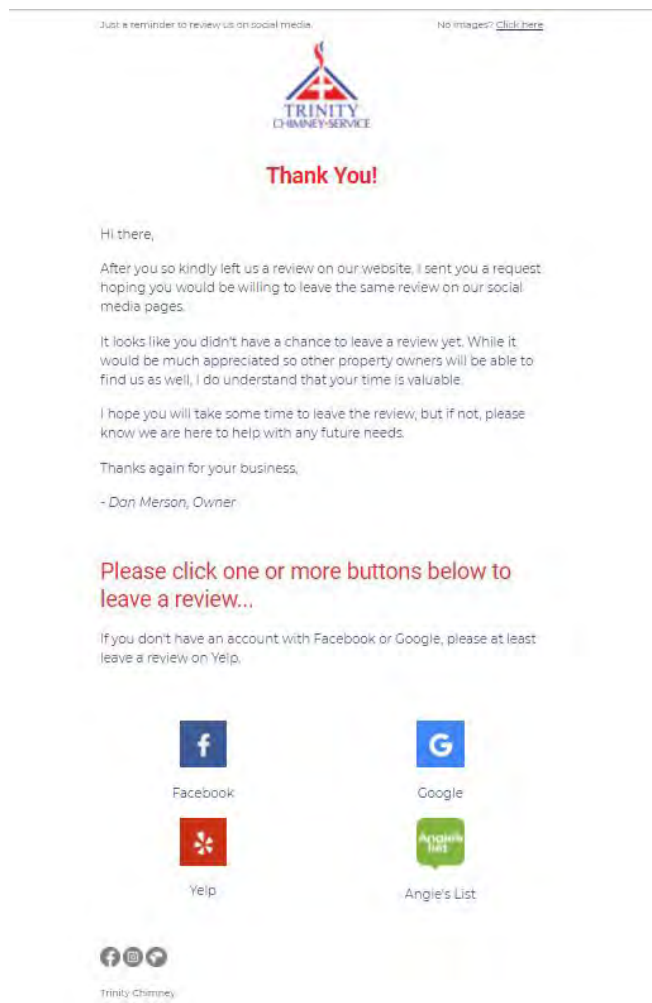 Just a reminder to review us on social media.
No images? Click here
TRINITY
CHIMNEY•SERVICE
Thank You!
Hi there,
After you so kindly left us a review on our website, I sent you a request
hoping you would be willing to leave the same review on our social
media pages.
It looks like you didn't have a chance to leave a review yet. While it
would be much appreciated so other property owners will be able to
find us as well, I do understand that your time is valuable.
I hope you will take some time to leave the review, but if not, please
know we are here to help with any future needs.
Thanks again for your business,
- Dan Merson, Owner
Please click one or more buttons below to
leave a review...
If you don't have an account with Facebook or Google, please at least
leave a review on Yelp.
f
G
Facebook
Google
Angie's
list
Yelp
Angie's List
Trinity Chimney